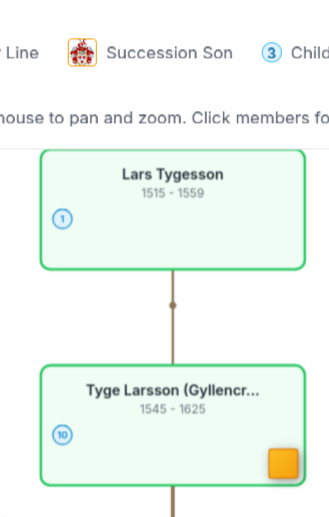 r Line Succession Son 3 Child
nouse to pan and zoom. Click members fo
Lars Tygesson
1515 - 1559
1
Tyge Larsson (Gyllencr...
1545 - 1625
10